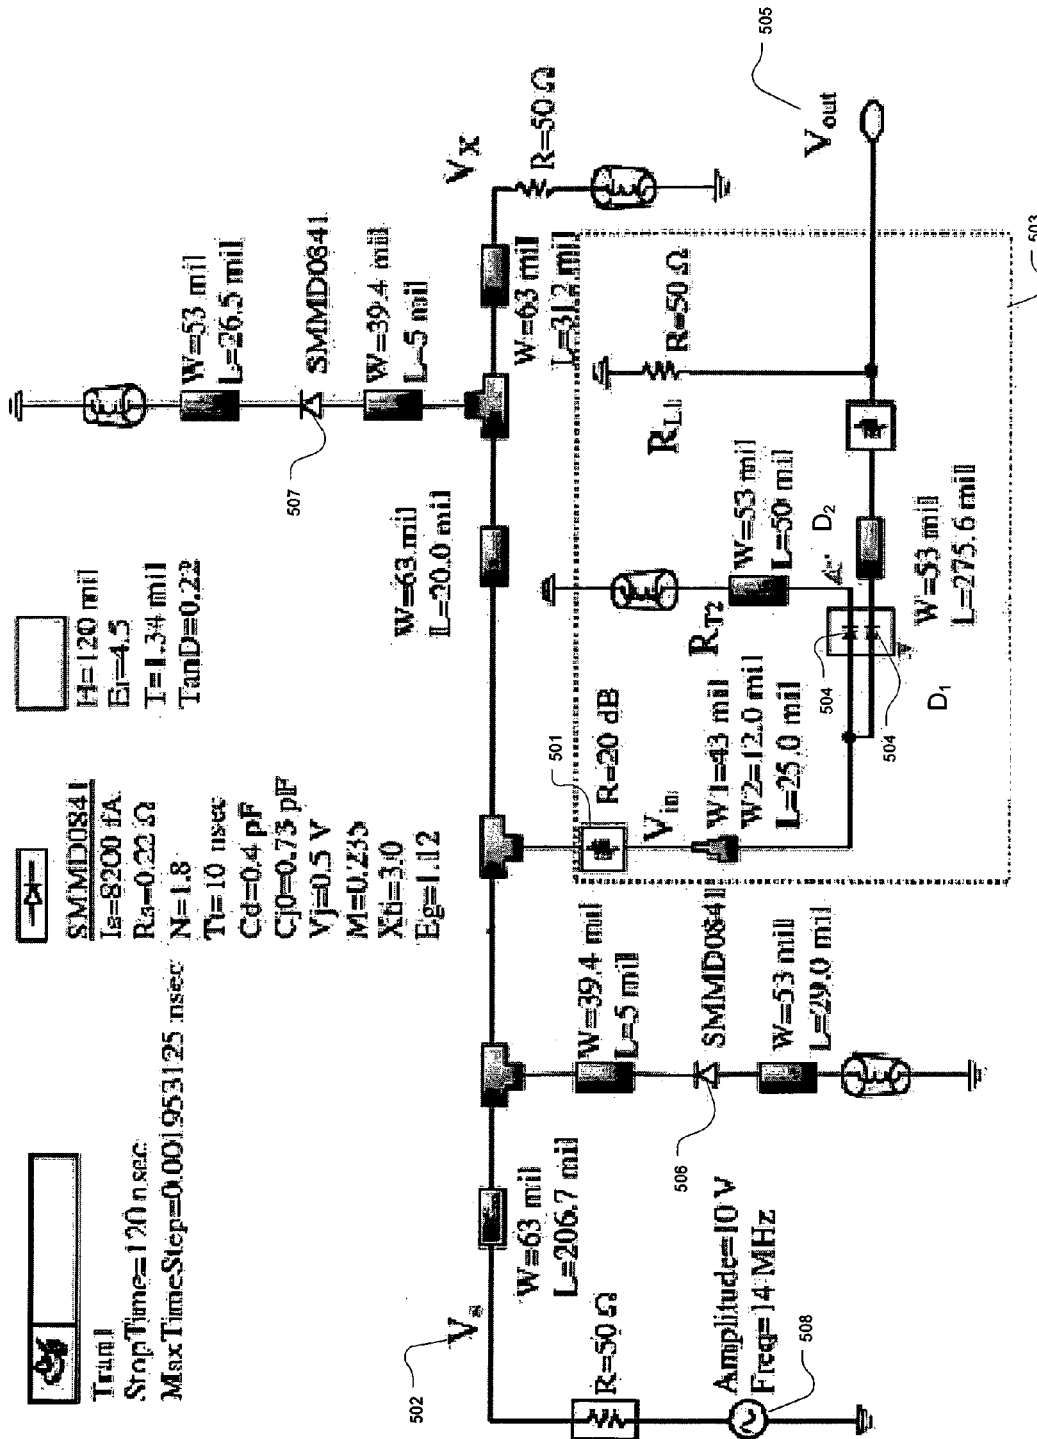 Tran1
StopTime=120 nsec
MaxTimeStep=0.001953125 nsec
SMMD0841
Is=8200 fA
Rs=0.22 Ω
N=1.8
Tt=10 nsec
Cd=0.4 pF
Cj0=0.73 pF
Vj=0.5 V
M=0.235
Xti=3.0
Eg=1.12
H=120 mil
Er=4.5
T=1.34 mil
TanD=0.22
W=53 mil
L=26.5 mil
SMMD0841
507
W=39.4 mil
L=5 mil
502
Vs
W=63 mil
L=206.7 mil
W=63 mil
L=20.0 mil
W=63 mil
L=31.2 mil
VX
R=50 Ω
R=50 Ω
Amplitude=10 V
Freq=14 MHz
508
W=39.4 mil
L=5 mil
SMMD0841
506
W=53 mil
L=29.0 mil
501
R=20 dB
Vin
W1=43 mil
W2=12.0 mil
L=25.0 mil
RT2
W=53 mil
L=50 mil
D2
504
504
D1
W=53 mil
L=275.6 mil
RL1
R=50 Ω
Vout
505
503